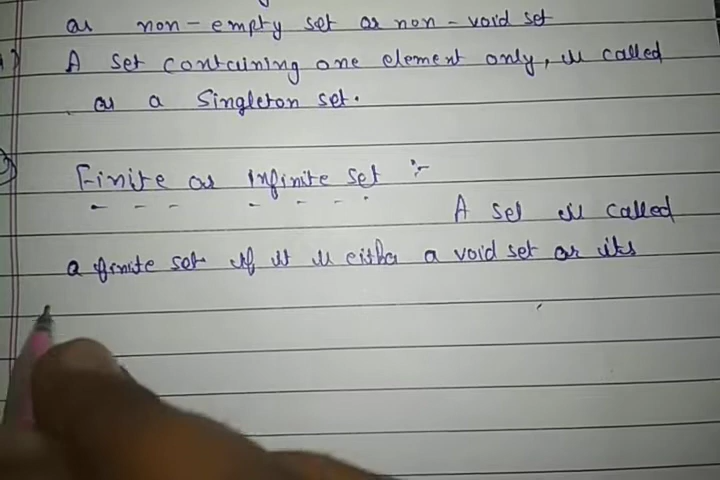 as non-empty set or non-void set
A set containing one element only, is called
as a Singleton set.
Finite or Infinite set :-
A set is called
a finite set if it is either a void set or its